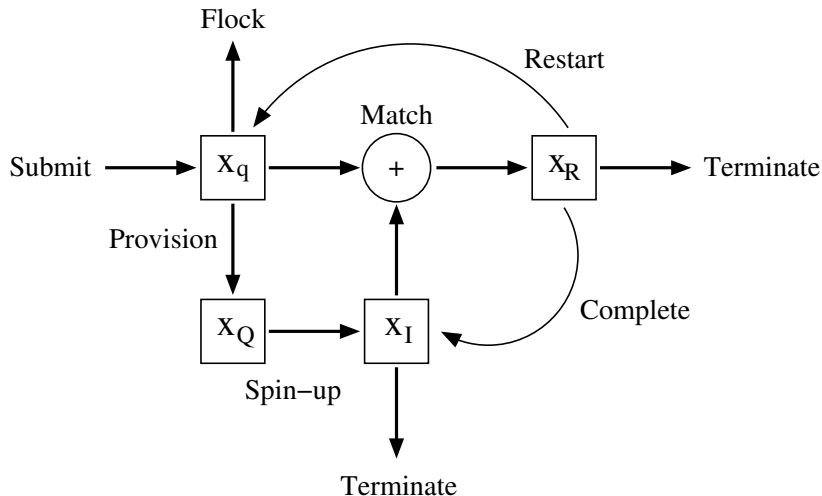 Flock
Restart
Match
Submit
x_q
+
x_R
Terminate
Provision
x_Q
x_I
Complete
Spin−up
Terminate